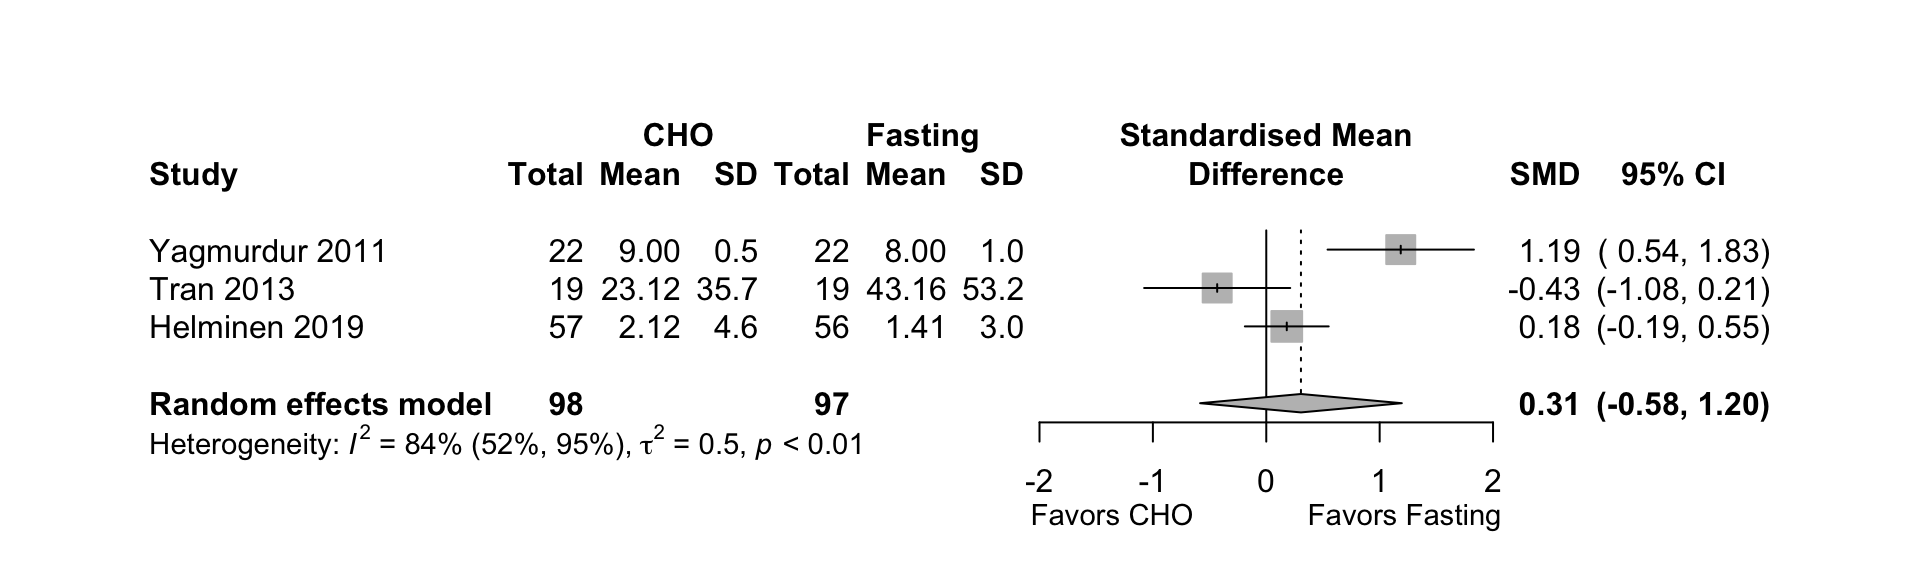 CHO Fasting Standardised Mean
Study Total Mean SD Total Mean SD Difference SMD 95% CI
Yagmurdur 2011 22 9.00 0.5 22 8.00 1.0 1.19 ( 0.54, 1.83)
Tran 2013 19 23.12 35.7 19 43.16 53.2 -0.43 (-1.08, 0.21)
Helminen 2019 57 2.12 4.6 56 1.41 3.0 0.18 (-0.19, 0.55)
Random effects model 98 97 0.31 (-0.58, 1.20)
Heterogeneity: I² = 84% (52%, 95%), τ² = 0.5, p < 0.01
-2 -1 0 1 2
Favors CHO Favors Fasting